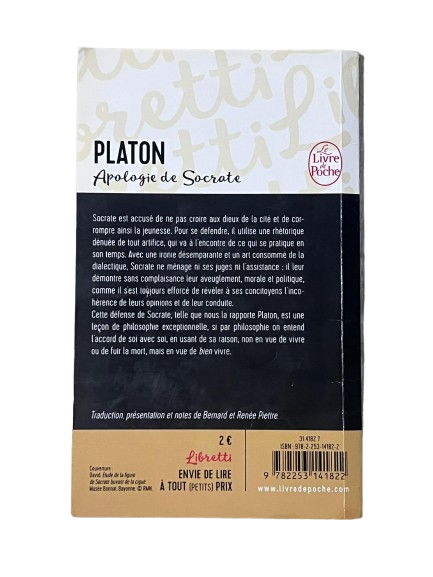 Le
Livre
de
Poche
PLATON
Apologie de Socrate
Socrate est accusé de ne pas croire aux dieux de la cité et de cor-
rompre ainsi la jeunesse. Pour se défendre, il utilise une rhétorique
dénuée de tout artifice, qui va à l'encontre de ce qui se pratique en
son temps. Avec une ironie désemparante et un art consommé de la
dialectique, Socrate ne ménage ni ses juges ni l'assistance : il leur
démontre sans complaisance leur aveuglement, morale et politique,
comme il s'est toujours efforcé de révéler à ses concitoyens l'inco-
hérence de leurs opinions et de leur conduite.
Cette défense de Socrate, telle que nous la rapporte Platon, est une
leçon de philosophie exceptionnelle, si par philosophie on entend
l'accord de soi avec soi, en usant de sa raison, non en vue de vivre
ou de fuir la mort, mais en vue de bien vivre.
Traduction, présentation et notes de Bernard et Renée Piettre.
2 €
Libretti
ENVIE DE LIRE
À TOUT (PETITS) PRIX
Couverture :
David, Étude de la figure
de Socrate buvant de la ciguë.
Musée Bonnat, Bayonne. © RMN.
31 4182 7
ISBN : 978-2-253-14182-2
9 782253 141822
www.livredepoche.com